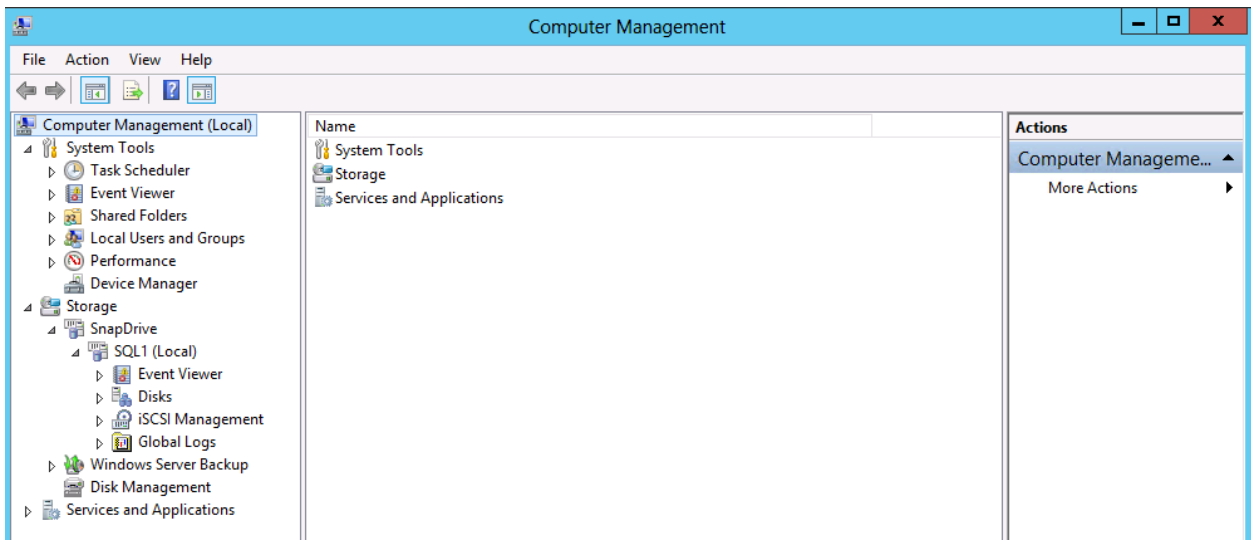 Computer Management
File Action View Help
Computer Management (Local)
System Tools
Task Scheduler
Event Viewer
Shared Folders
Local Users and Groups
Performance
Device Manager
Storage
SnapDrive
SQL1 (Local)
Event Viewer
Disks
iSCSI Management
Global Logs
Windows Server Backup
Disk Management
Services and Applications
Name
System Tools
Storage
Services and Applications
Actions
Computer Manageme...
More Actions